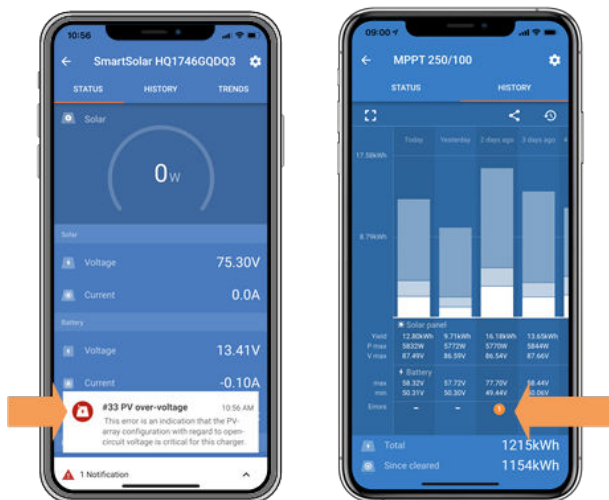 10:56
SmartSolar HQ1746GQDQ3
STATUS HISTORY TRENDS
Solar
0W
Solar
Voltage 75.30V
Current 0.0A
Battery
Voltage 13.41V
Current -0.10A
#33 PV over-voltage 10:56 AM
This error is an indication that the PV-
array configuration with regard to open-
circuit voltage is critical for this charger.
1 Notification
09:00
MPPT 250/100
STATUS HISTORY
Today Yesterday 2 days ago 3 days ago 4
17.58kWh
8.79kWh
Solar panel
Yield 12.80kWh 9.71kWh 16.18kWh 13.65kWh
P max 5832W 5772W 5770W 5844W
V max 87.49V 86.59V 86.54V 87.66V
Battery
max 58.32V 57.72V 77.70V 58.44V
min 50.31V 50.30V 49.44V 50.06V
Errors - - 1
Total 1215kWh
Since cleared 1154kWh